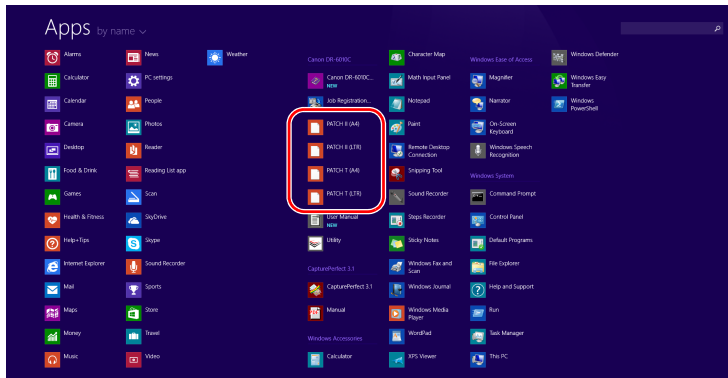 Apps by name
Alarms
Calculator
Calendar
Camera
Desktop
Food & Drink
Games
Health & Fitness
Help+Tips
Internet Explorer
Mail
Maps
Money
Music
News
PC settings
People
Photos
Reader
Reading List app
Scan
SkyDrive
Skype
Sound Recorder
Sports
Store
Travel
Video
Weather
Canon DR-6010C
Canon DR-6010C...
NEW
Job Registration...
PATCH II (A4)
PATCH II (LTR)
PATCH T (A4)
PATCH T (LTR)
User Manual
NEW
Utility
CapturePerfect 3.1
CapturePerfect 3.1
Manual
Windows Accessories
Calculator
Character Map
Math Input Panel
Notepad
Paint
Remote Desktop
Connection
Snipping Tool
Sound Recorder
Steps Recorder
Sticky Notes
Windows Fax and
Scan
Windows Journal
Windows Media
Player
WordPad
XPS Viewer
Windows Ease of Access
Magnifier
Narrator
On-Screen
Keyboard
Windows Speech
Recognition
Windows System
Command Prompt
Control Panel
Default Programs
File Explorer
Help and Support
Run
Task Manager
This PC
Windows Defender
Windows Easy
Transfer
Windows
PowerShell